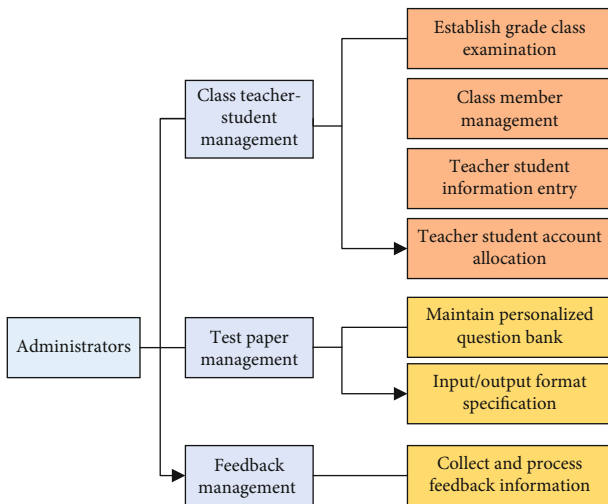 Administrators
Class teacher-
student
management
Test paper
management
Feedback
management
Establish grade class
examination
Class member
management
Teacher student
information entry
Teacher student account
allocation
Maintain personalized
question bank
Input/output format
specification
Collect and process
feedback information